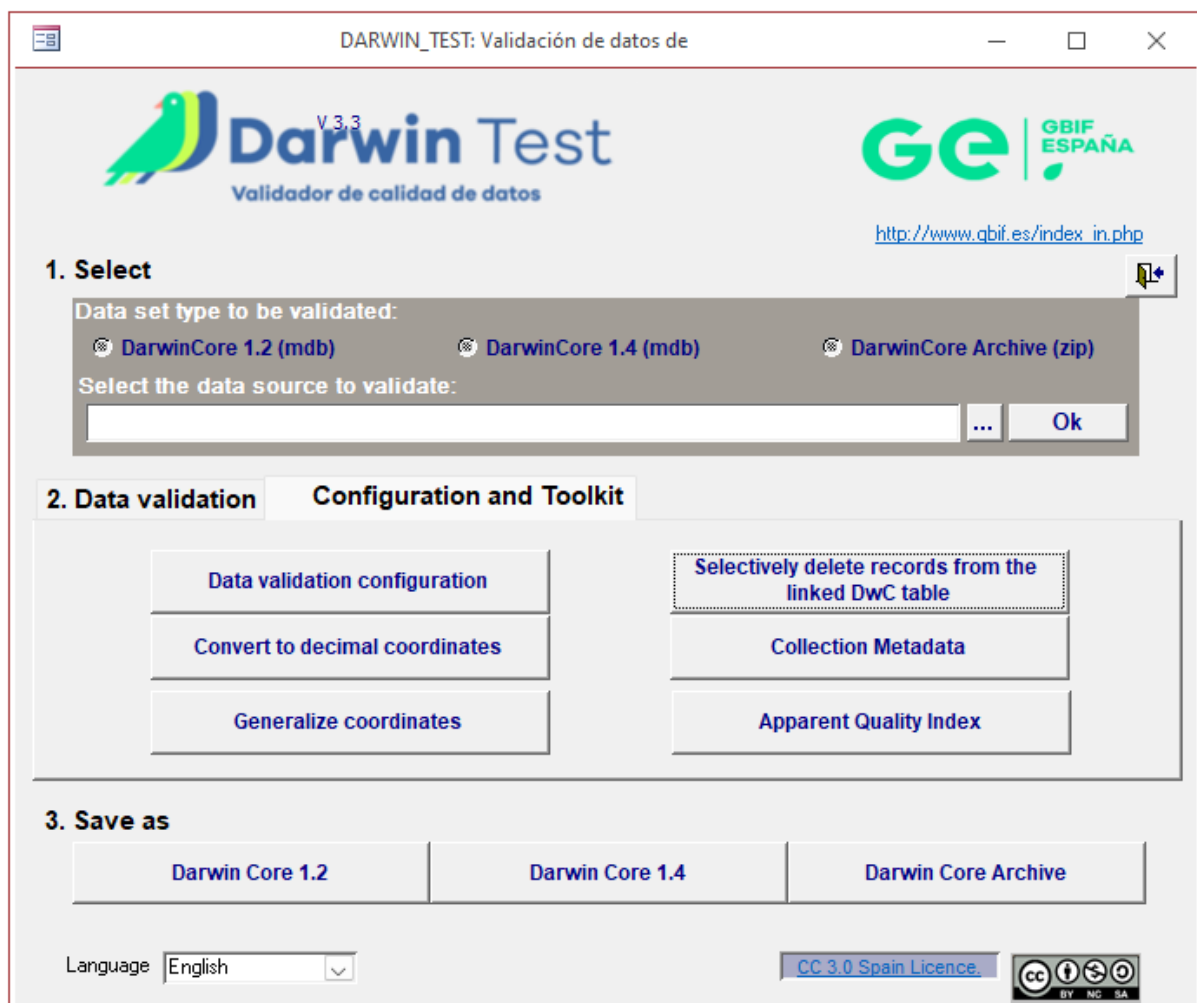 DARWIN_TEST: Validación de datos de
V 3.3
Darwin Test
Validador de calidad de datos
Ge
GBIF
ESPAÑA
http://www.gbif.es/index_in.php
1. Select
Data set type to be validated:
DarwinCore 1.2 (mdb) DarwinCore 1.4 (mdb) DarwinCore Archive (zip)
Select the data source to validate:
... Ok
2. Data validation Configuration and Toolkit
Data validation configuration
Selectively delete records from the
linked DwC table
Convert to decimal coordinates Collection Metadata
Generalize coordinates Apparent Quality Index
3. Save as
Darwin Core 1.2 Darwin Core 1.4 Darwin Core Archive
Language English CC 3.0 Spain Licence. cc
BY NC SA